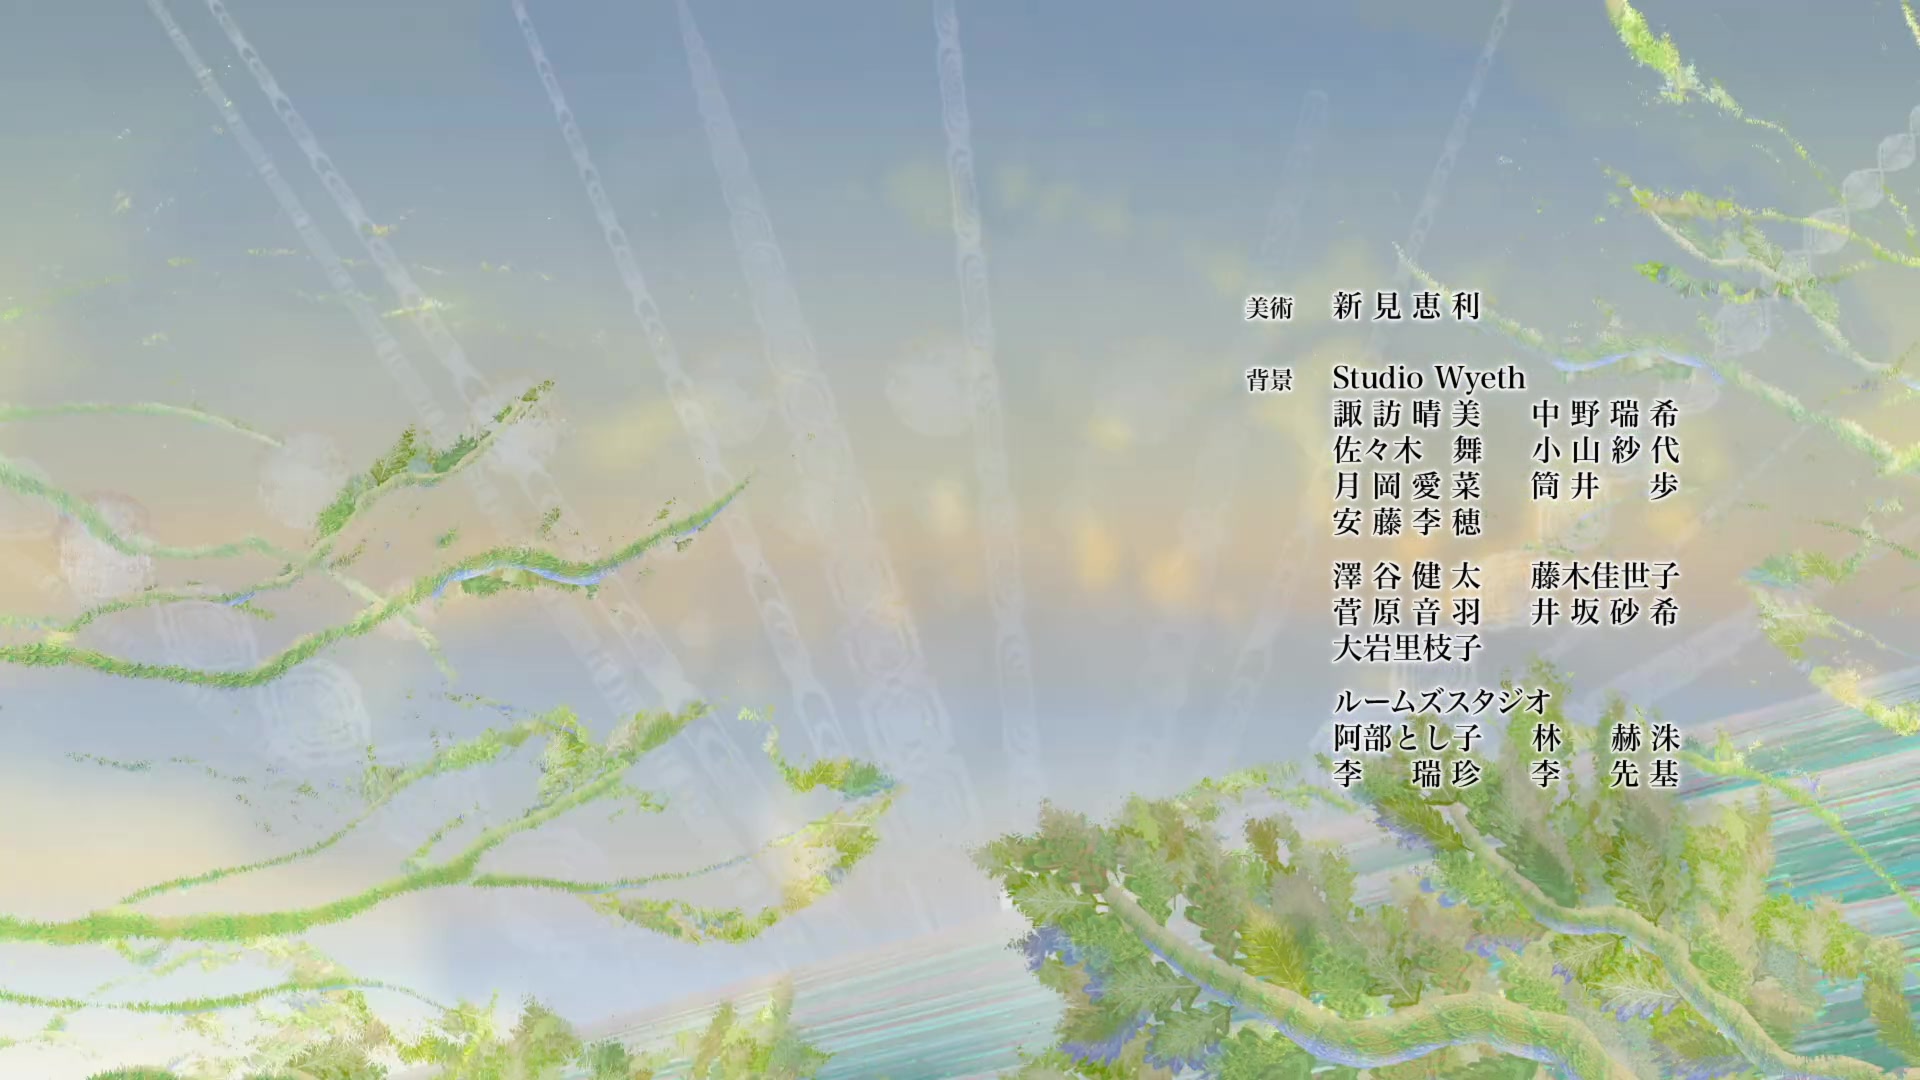 美術 新見恵利
背景 Studio Wyeth
諏訪晴美 中野瑞希
佐々木 舞 小山紗代
月岡愛菜 筒井 歩
安藤李穂
澤谷健太 藤木佳世子
菅原音羽 井坂砂希
大岩里枝子
ルームズスタジオ
阿部とし子 林 赫洙
李 瑞珍 李 先基